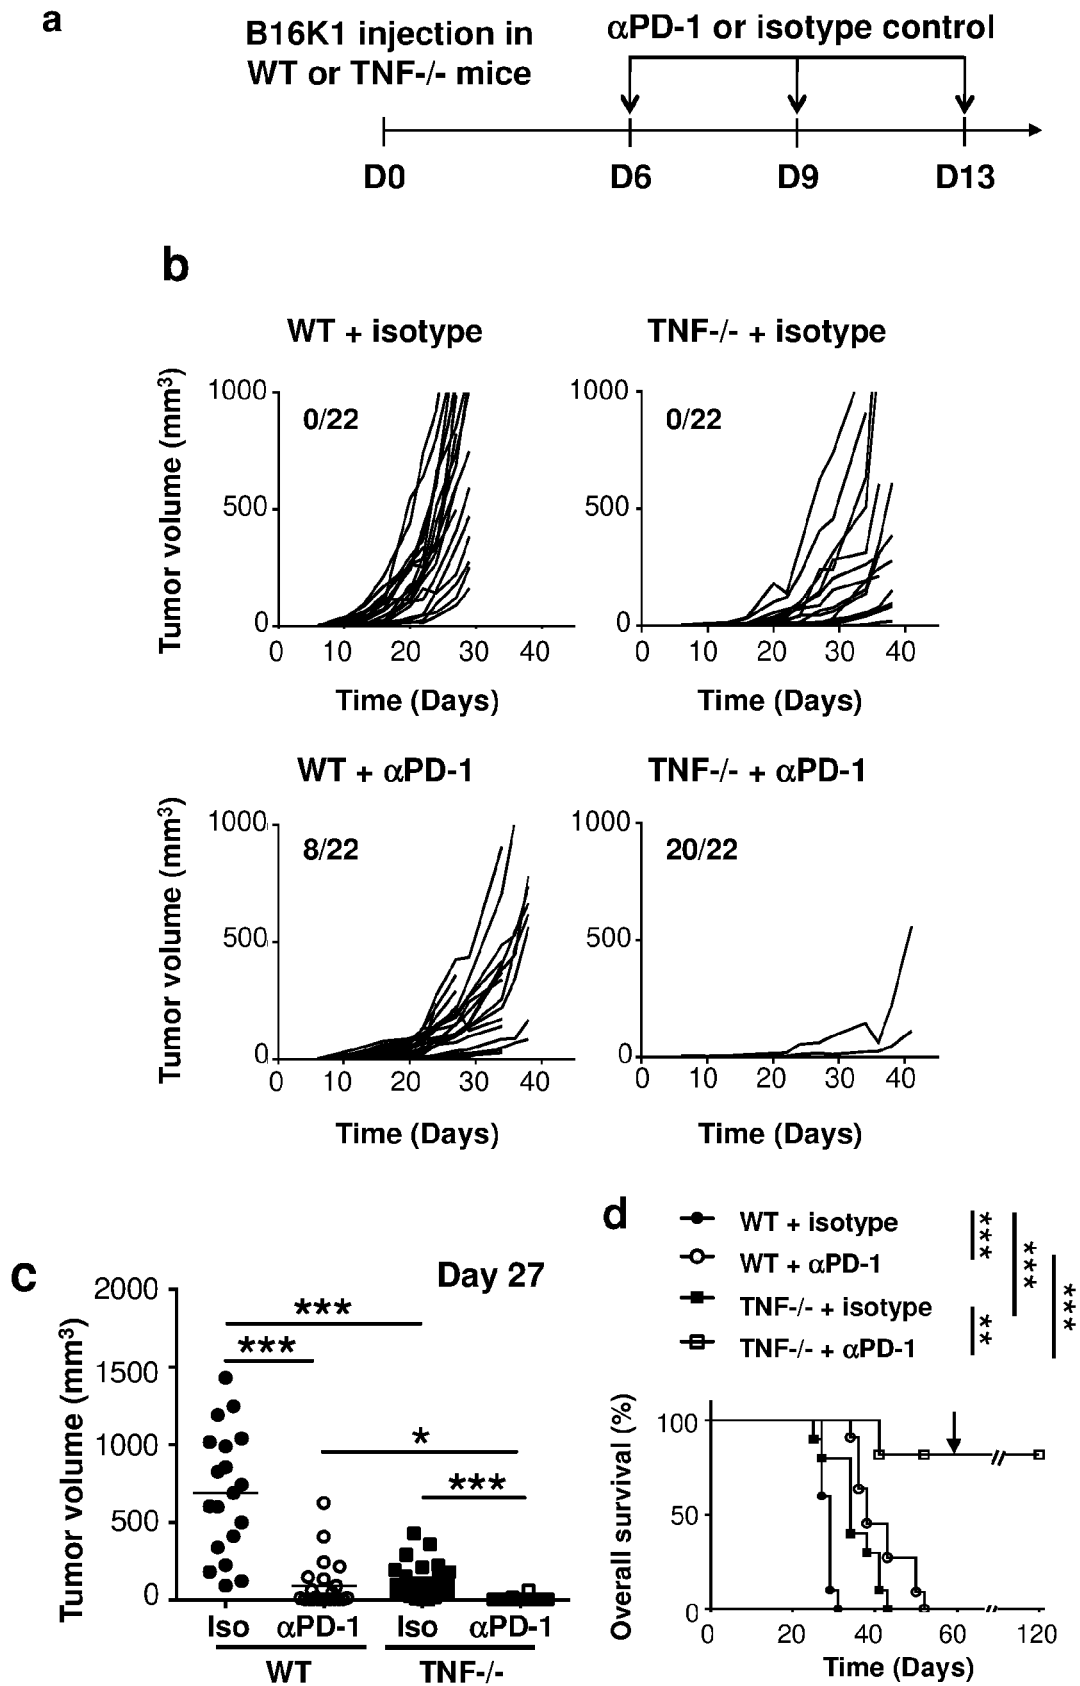 a
B16K1 injection in
WT or TNF-/- mice
αPD-1 or isotype control
D0 D6 D9 D13
b
WT + isotype
TNF-/- + isotype
Tumor volume (mm³)
1000
500
0
0/22
0 10 20 30 40
Time (Days)
1000
500
0
0/22
0 10 20 30 40
Time (Days)
WT + αPD-1
TNF-/- + αPD-1
Tumor volume (mm³)
1000
500
0
8/22
0 10 20 30 40
Time (Days)
1000
500
0
20/22
0 10 20 30 40
Time (Days)
c
Day 27
Tumor volume (mm³)
2000
1500
1000
500
0
***
***
*
***
Iso αPD-1 Iso αPD-1
WT TNF-/-
d
WT + isotype
WT + αPD-1
TNF-/- + isotype
TNF-/- + αPD-1
***
**
***
***
Overall survival (%)
100
50
0
0 20 40 60 120
Time (Days)